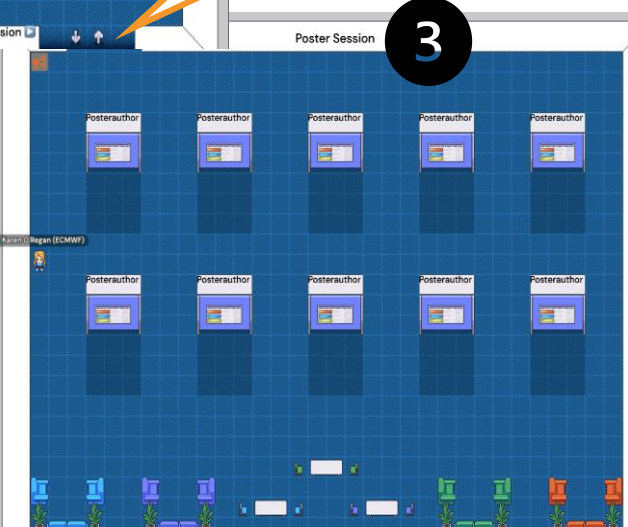 sion
Poster Session
3
Posterauthor Posterauthor Posterauthor Posterauthor Posterauthor
Karen O Regan (ECMWF)
Posterauthor Posterauthor Posterauthor Posterauthor Posterauthor